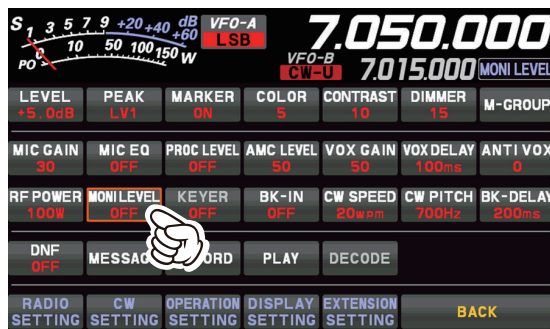 S 1 3 5 7 9 +20 +40 +60 dB VFO-A 7.050.000
LSB
PO 0 10 50 100 150 W VFO-B 7.015.000 MONI LEVEL
CW-U
LEVEL PEAK MARKER COLOR CONTRAST DIMMER M-GROUP
+5.0dB LV1 ON 5 10 15
MIC GAIN MIC EQ PROC LEVEL AMC LEVEL VOX GAIN VOX DELAY ANTI VOX
30 OFF OFF 50 50 100ms 0
RF POWER MONI LEVEL KEYER BK-IN CW SPEED CW PITCH BK-DELAY
100W OFF OFF OFF 20wpm 700Hz 200ms
DNF MESSAG ORD PLAY DECODE
OFF
RADIO CW OPERATION DISPLAY EXTENSION BACK
SETTING SETTING SETTING SETTING SETTING